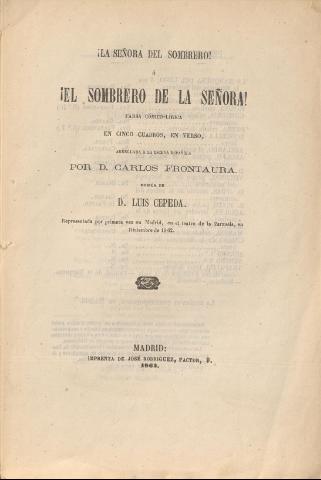 ¡LA SEÑORA DEL SOMBRERO!
Ó
¡EL SOMBRERO DE LA SEÑORA!
FARSA CÓMICO-LÍRICA
EN CINCO CUADROS, EN VERSO,
ARREGLADA Á LA ESCENA ESPAÑOLA
POR D. CARLOS FRONTAURA.
MÚSICA DE
D. LUIS CEPEDA.
Representada por primera vez en Madrid, en el teatro de la Zarzuela, en
Diciembre de 1862.
MADRID:
IMPRENTA DE JOSÉ RODRIGUEZ, FACTOR, 9.